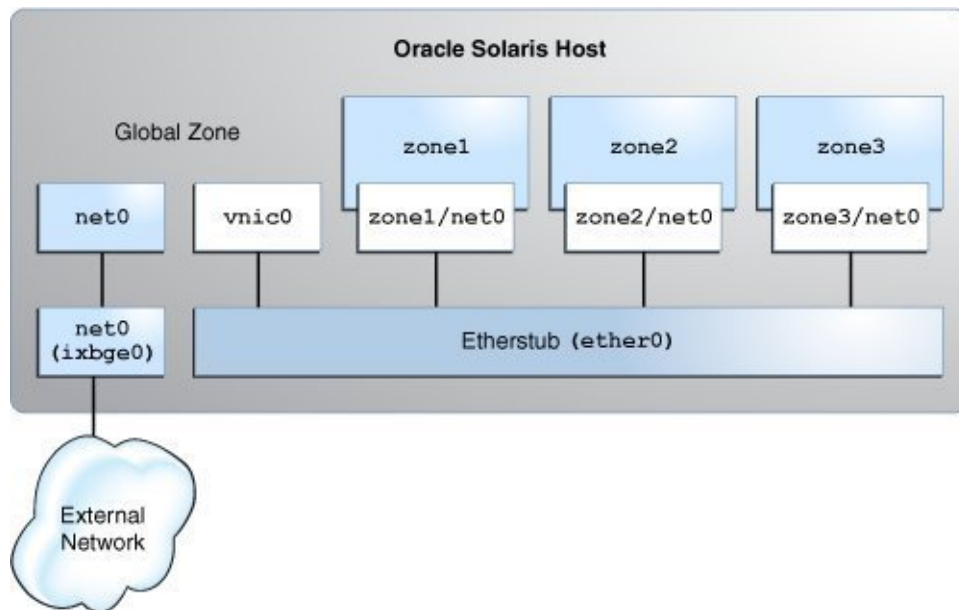 Oracle Solaris Host
Global Zone
zone1
zone2
zone3
net0
vnic0
zone1/net0
zone2/net0
zone3/net0
net0
(ixbge0)
Etherstub (ether0)
External
Network